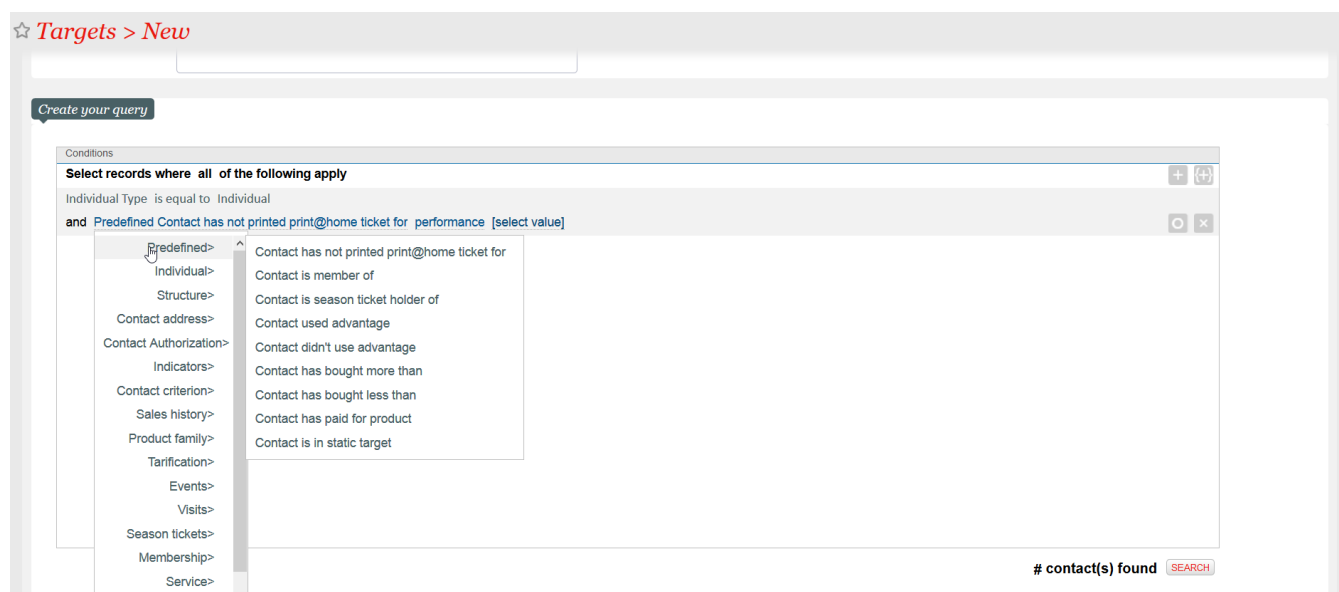 Targets > New
Create your query
Conditions
Select records where all of the following apply
Individual Type is equal to Individual
and Predefined Contact has not printed print@home ticket for performance [select value]
Predefined>
Individual>
Structure>
Contact address>
Contact Authorization>
Indicators>
Contact criterion>
Sales history>
Product family>
Tarification>
Events>
Visits>
Season tickets>
Membership>
Service>
Contact has not printed print@home ticket for
Contact is member of
Contact is season ticket holder of
Contact used advantage
Contact didn't use advantage
Contact has bought more than
Contact has bought less than
Contact has paid for product
Contact is in static target
# contact(s) found SEARCH